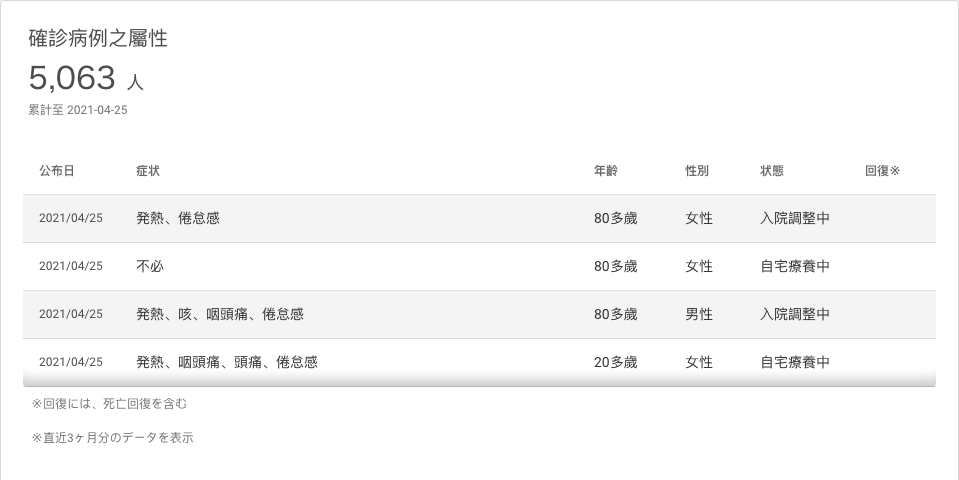 確診病例之屬性
5,063 人
累計至 2021-04-25
公布日 症状 年齢 性別 状態 回復※
2021/04/25 発熱、倦怠感 80多歲 女性 入院調整中
2021/04/25 不必 80多歲 女性 自宅療養中
2021/04/25 発熱、咳、咽頭痛、倦怠感 80多歲 男性 入院調整中
2021/04/25 発熱、咽頭痛、頭痛、倦怠感 20多歲 女性 自宅療養中
※回復には、死亡回復を含む
※直近3ヶ月分のデータを表示